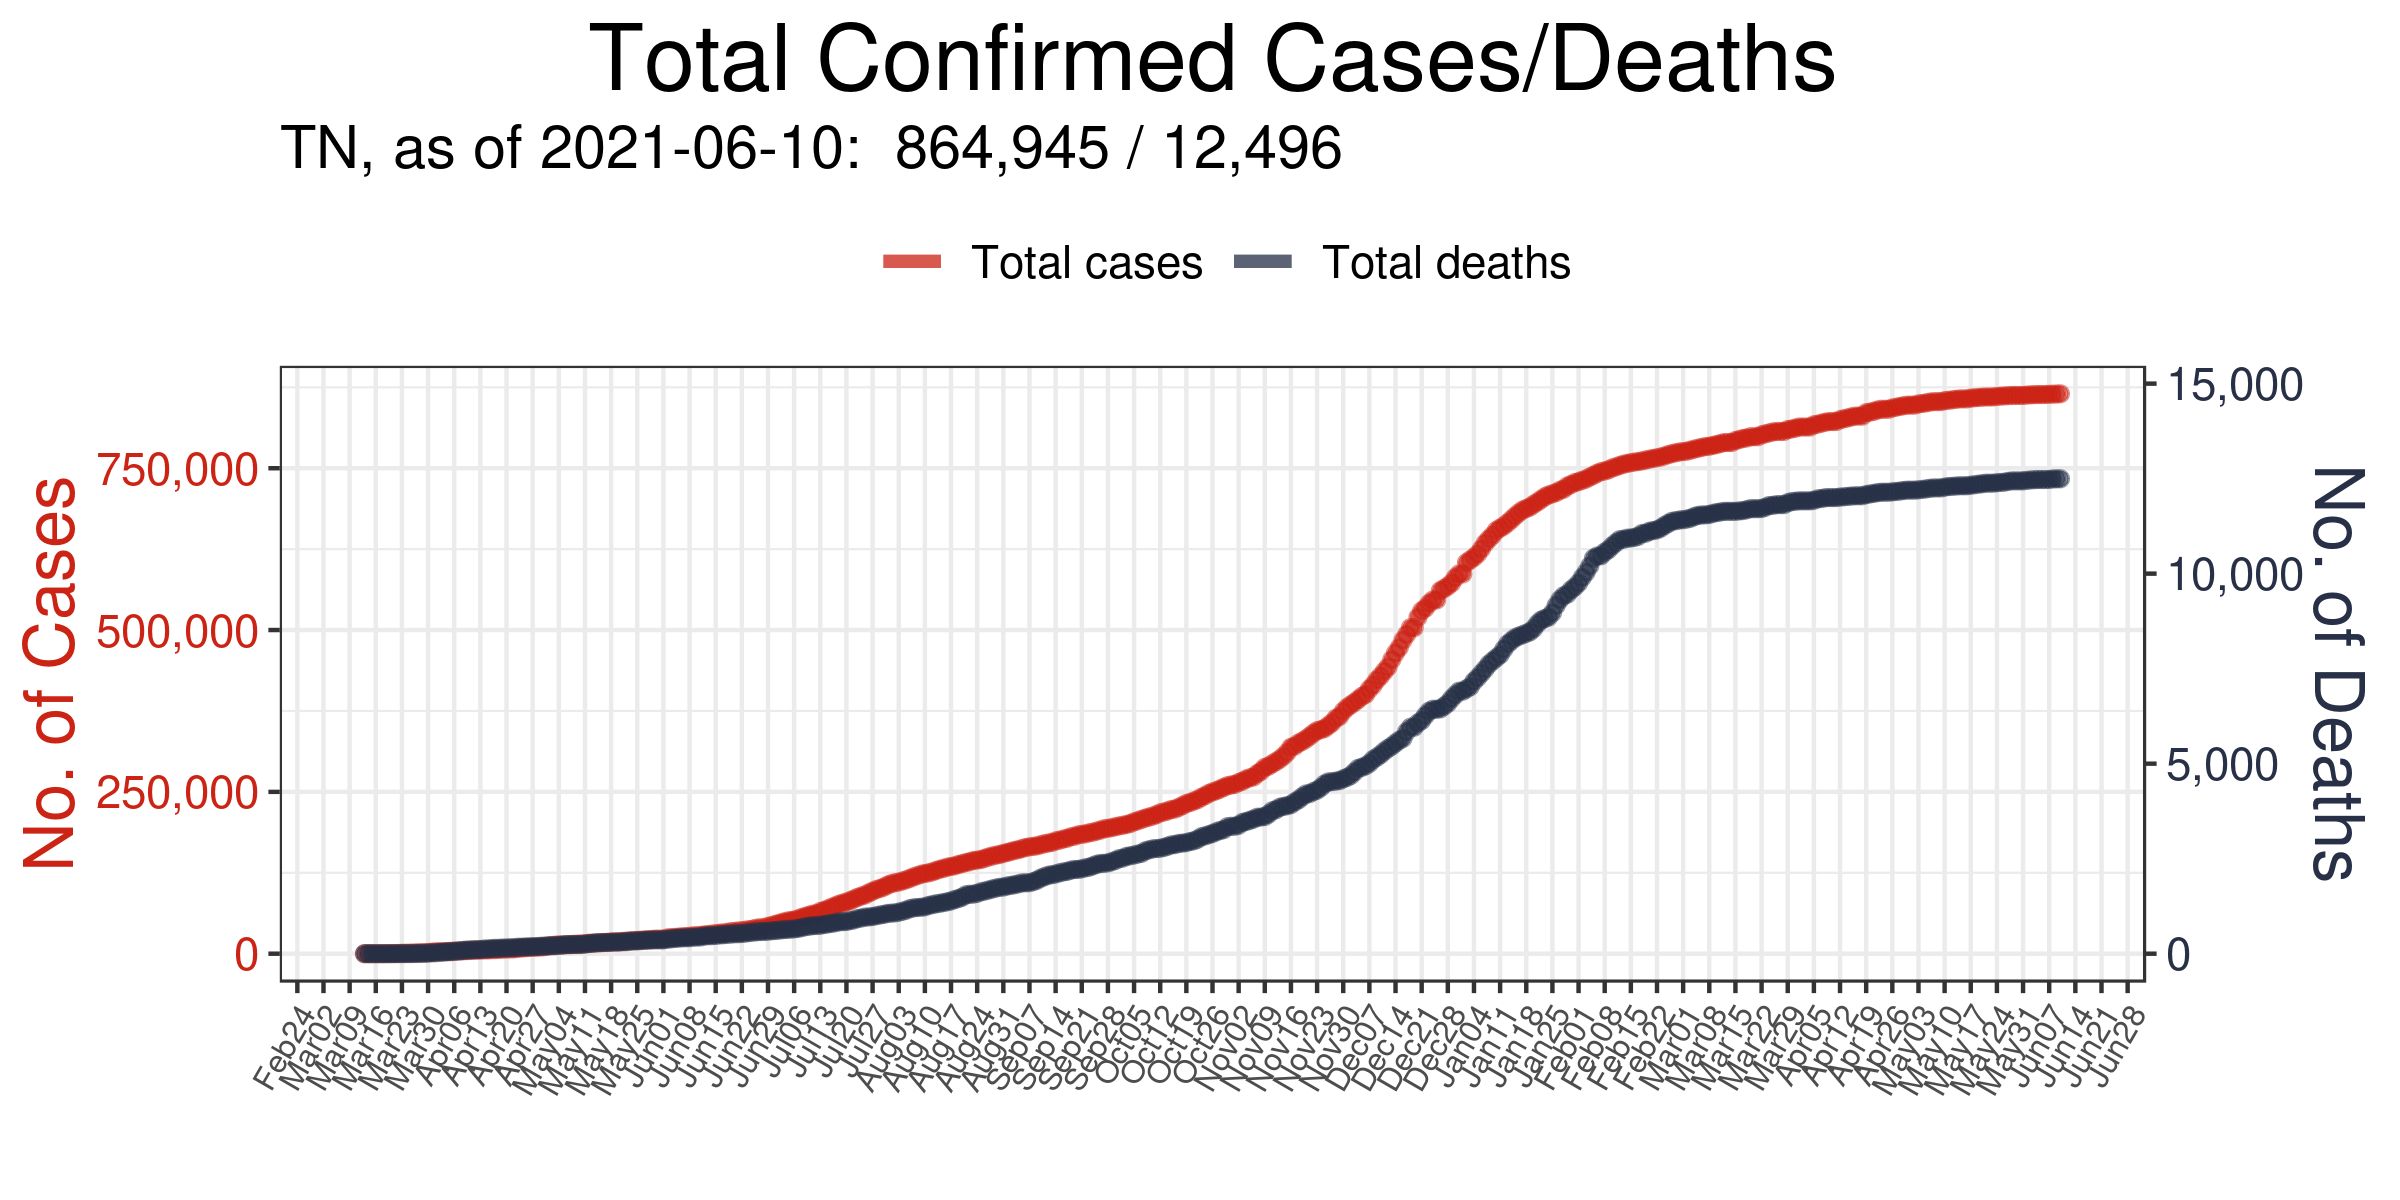 Total Confirmed Cases/Deaths
TN, as of 2021-06-10:  864,945 / 12,496
Total cases
Total deaths
No. of Cases
750,000
500,000
250,000
0
15,000
10,000
5,000
0
No. of Deaths
Feb24
Mar02
Mar09
Mar16
Mar23
Mar30
Apr06
Apr13
Apr20
Apr27
May04
May11
May18
May25
Jun01
Jun08
Jun15
Jun22
Jun29
Jul06
Jul13
Jul20
Jul27
Aug03
Aug10
Aug17
Aug24
Aug31
Sep07
Sep14
Sep21
Sep28
Oct05
Oct12
Oct19
Oct26
Nov02
Nov09
Nov16
Nov23
Nov30
Dec07
Dec14
Dec21
Dec28
Jan04
Jan11
Jan18
Jan25
Feb01
Feb08
Feb15
Feb22
Mar01
Mar08
Mar15
Mar22
Mar29
Apr05
Apr12
Apr19
Apr26
May03
May10
May17
May24
May31
Jun07
Jun14
Jun21
Jun28